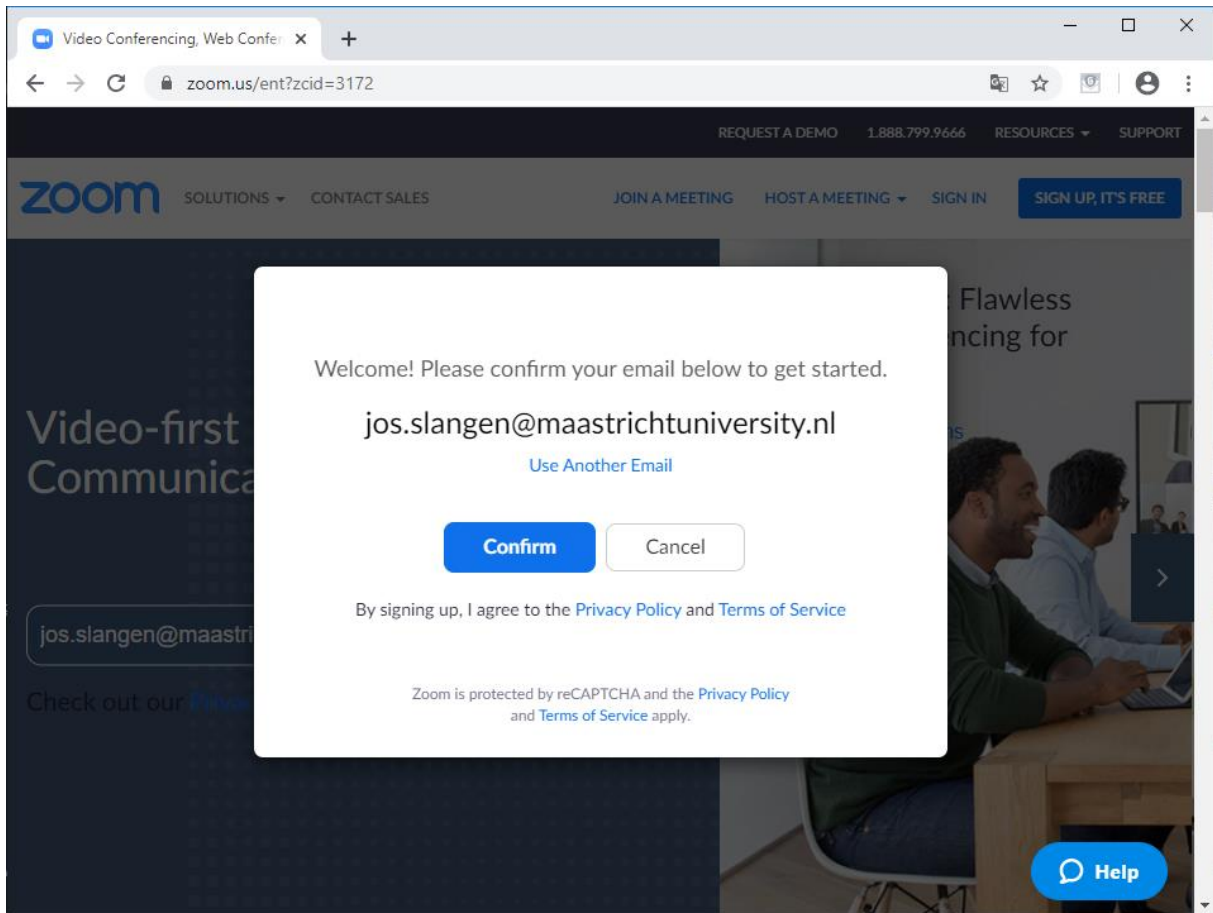 Video Conferencing, Web Confer
zoom.us/ent?zcid=3172
REQUEST A DEMO 1.888.799.9666 RESOURCES SUPPORT
zoom SOLUTIONS CONTACT SALES JOIN A MEETING HOST A MEETING SIGN IN SIGN UP, IT'S FREE
Flawless
ncing for
Welcome! Please confirm your email below to get started.
jos.slangen@maastrichtuniversity.nl
Use Another Email
Video-first
Communica
Confirm Cancel
By signing up, I agree to the Privacy Policy and Terms of Service
jos.slangen@maastri
Check out our
Zoom is protected by reCAPTCHA and the Privacy Policy
and Terms of Service apply.
Help